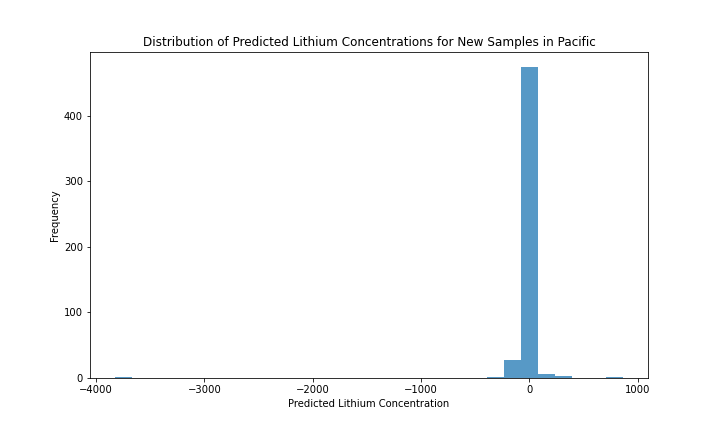 Distribution of Predicted Lithium Concentrations for New Samples in Pacific
400
300
200
100
0
Frequency
−4000 −3000 −2000 −1000 0 1000
Predicted Lithium Concentration